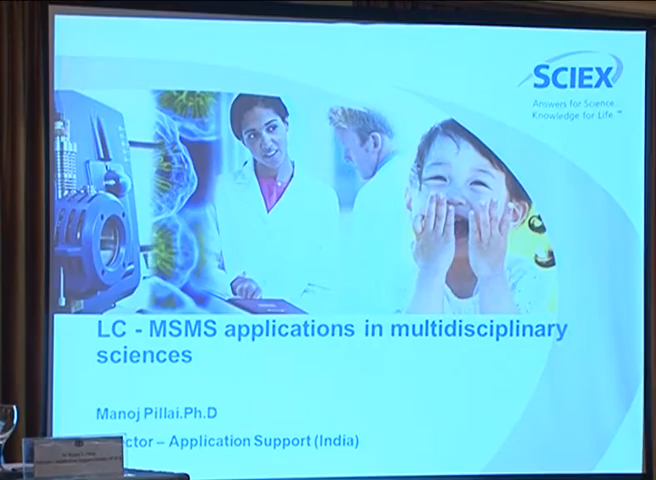 SCIEX
Answers for Science.
Knowledge for Life.™
LC - MSMS applications in multidisciplinary
sciences
Manoj Pillai.Ph.D
ctor – Application Support (India)